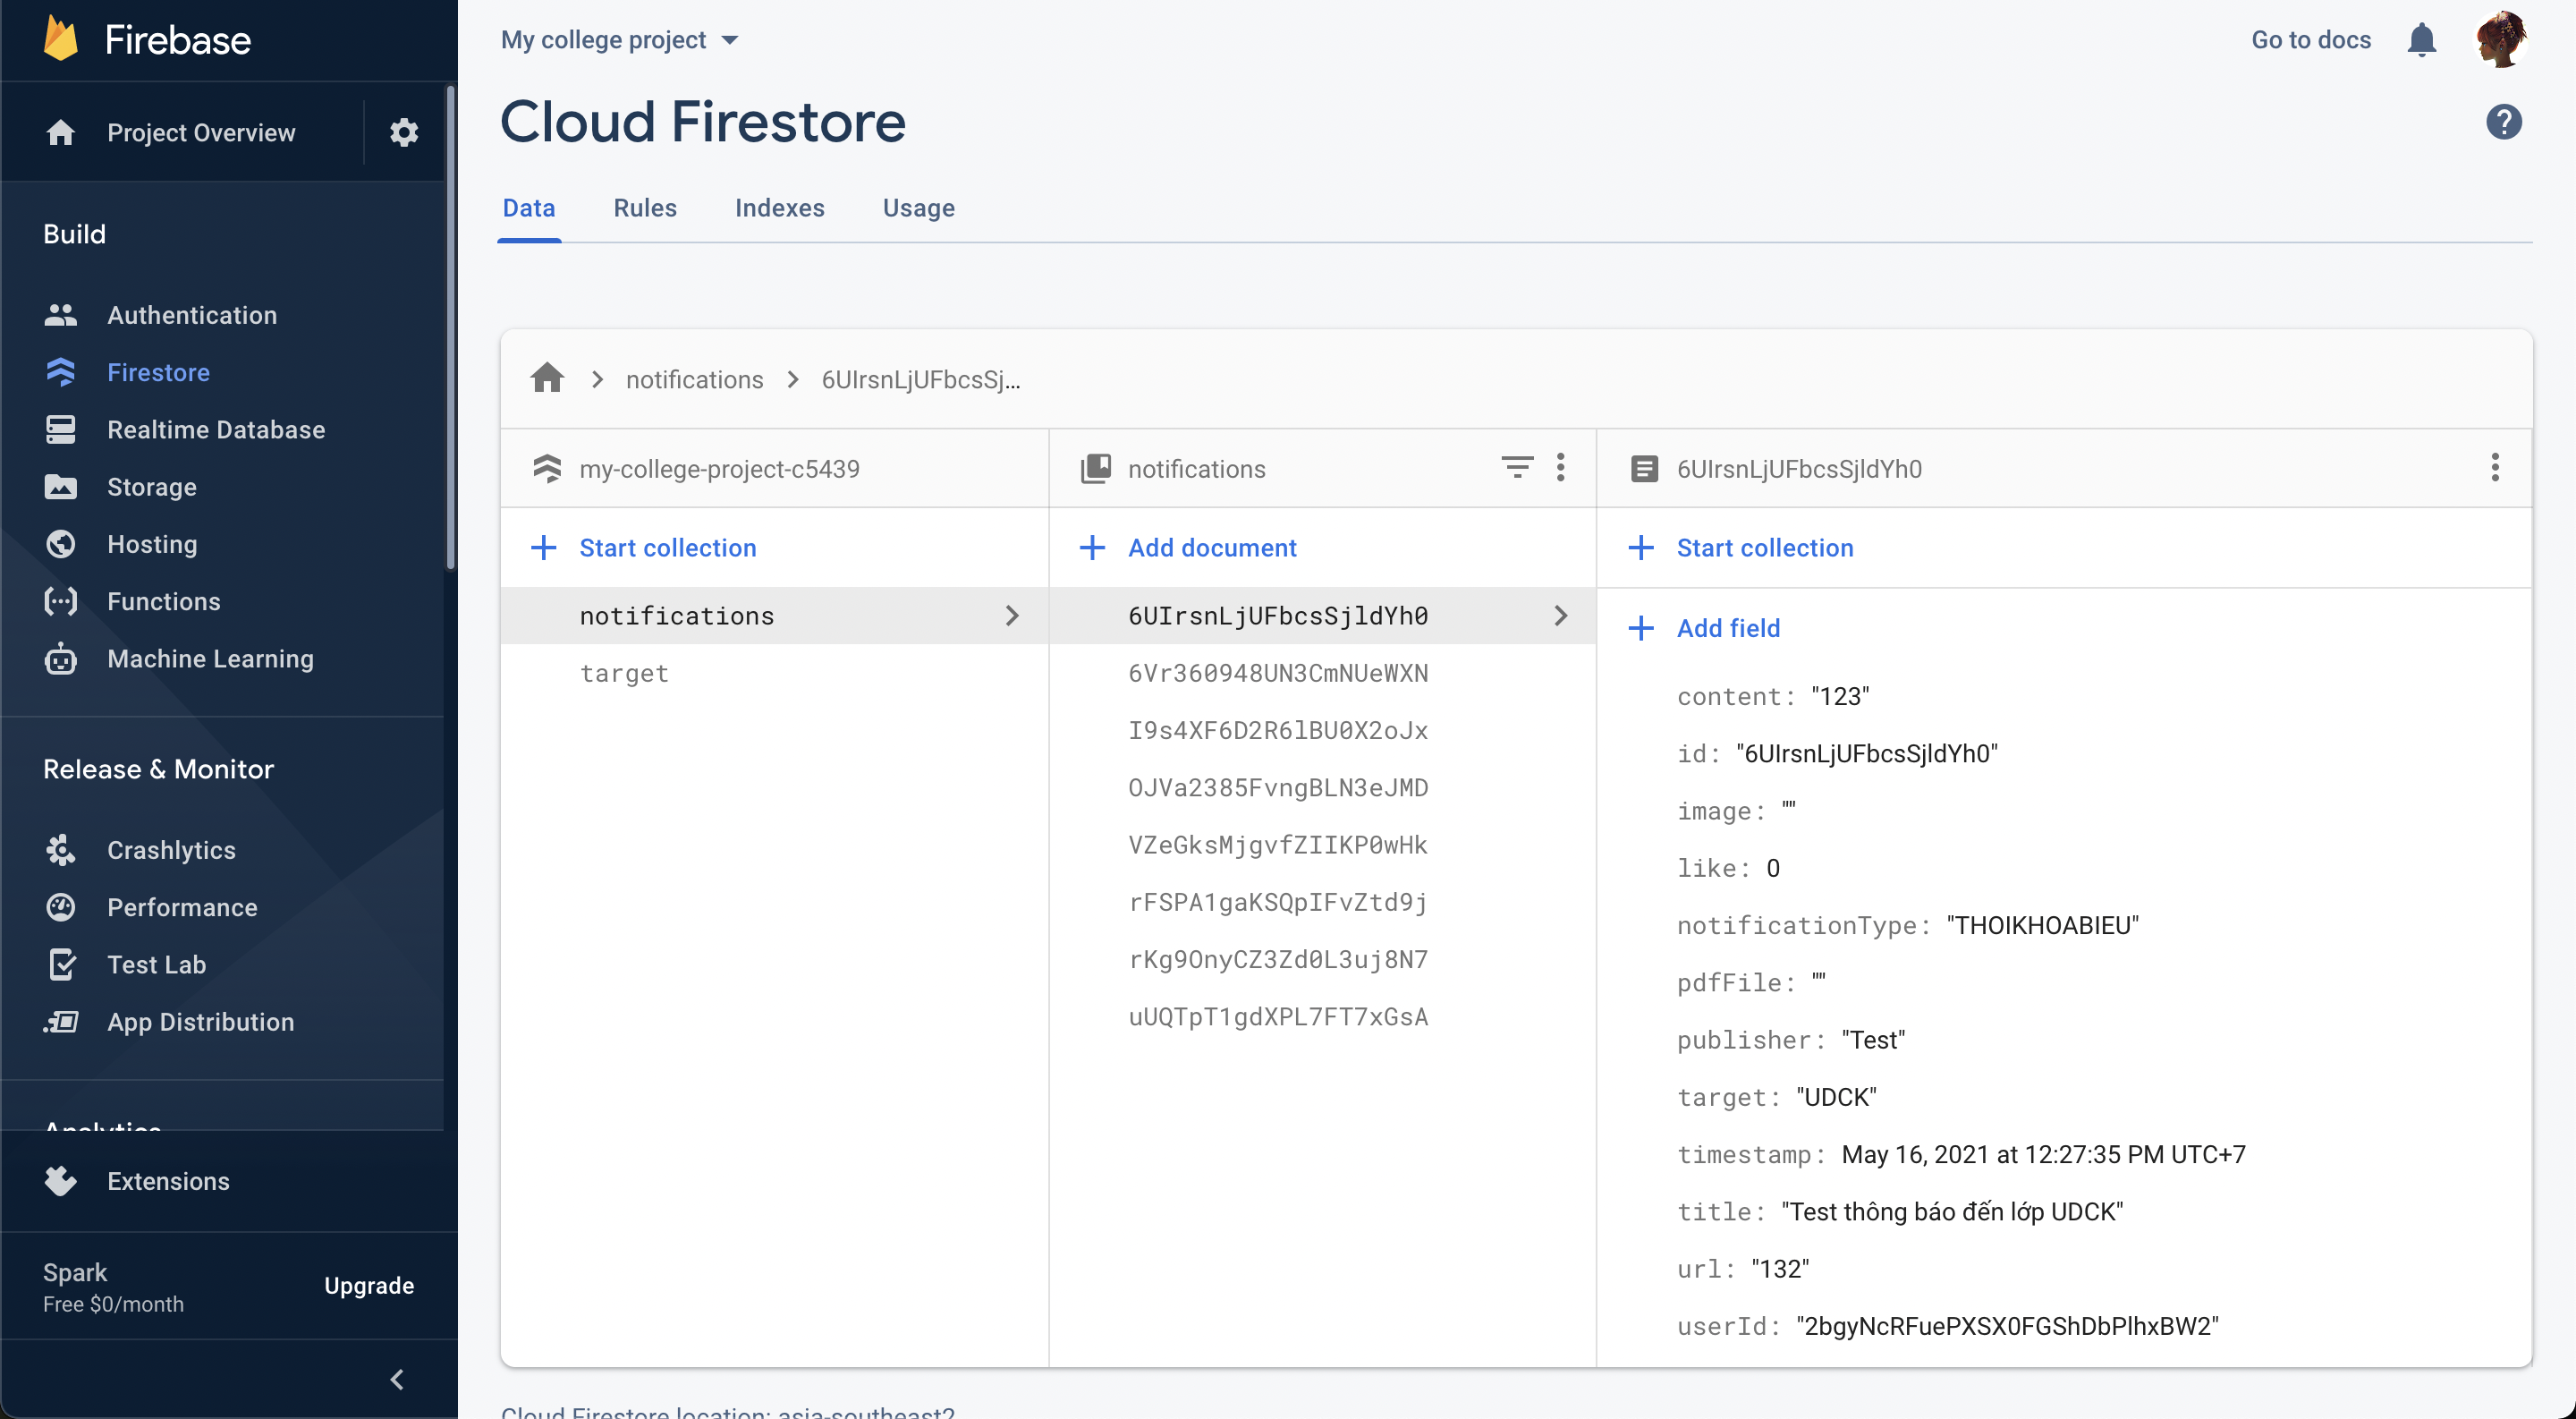 Firebase
Project Overview
Build
Authentication
Firestore
Realtime Database
Storage
Hosting
Functions
Machine Learning
Release & Monitor
Crashlytics
Performance
Test Lab
App Distribution
Analytics
Extensions
Spark
Free $0/month
Upgrade
My college project
Go to docs
Cloud Firestore
Data Rules Indexes Usage
notifications 6UIrsnLjUFbcsSj...
my-college-project-c5439
Start collection
notifications
target
notifications
Add document
6UIrsnLjUFbcsSjldYh0
6Vr360948UN3CmNUeWXN
I9s4XF6D2R6lBU0X2oJx
OJVa2385FvngBLN3eJMD
VZeGksMjgvfZIIKP0wHk
rFSPA1gaKSQpIFvZtd9j
rKg9OnyCZ3Zd0L3uj8N7
uUQTpT1gdXPL7FT7xGsA
6UIrsnLjUFbcsSjldYh0
Start collection
Add field
content: "123"
id: "6UIrsnLjUFbcsSjldYh0"
image: ""
like: 0
notificationType: "THOIKHOABIEU"
pdfFile: ""
publisher: "Test"
target: "UDCK"
timestamp: May 16, 2021 at 12:27:35 PM UTC+7
title: "Test thông báo đến lớp UDCK"
url: "132"
userId: "2bgyNcRFuePXSX0FGShDbPlhxBW2"
Cloud Firestore location: asia-southeast2